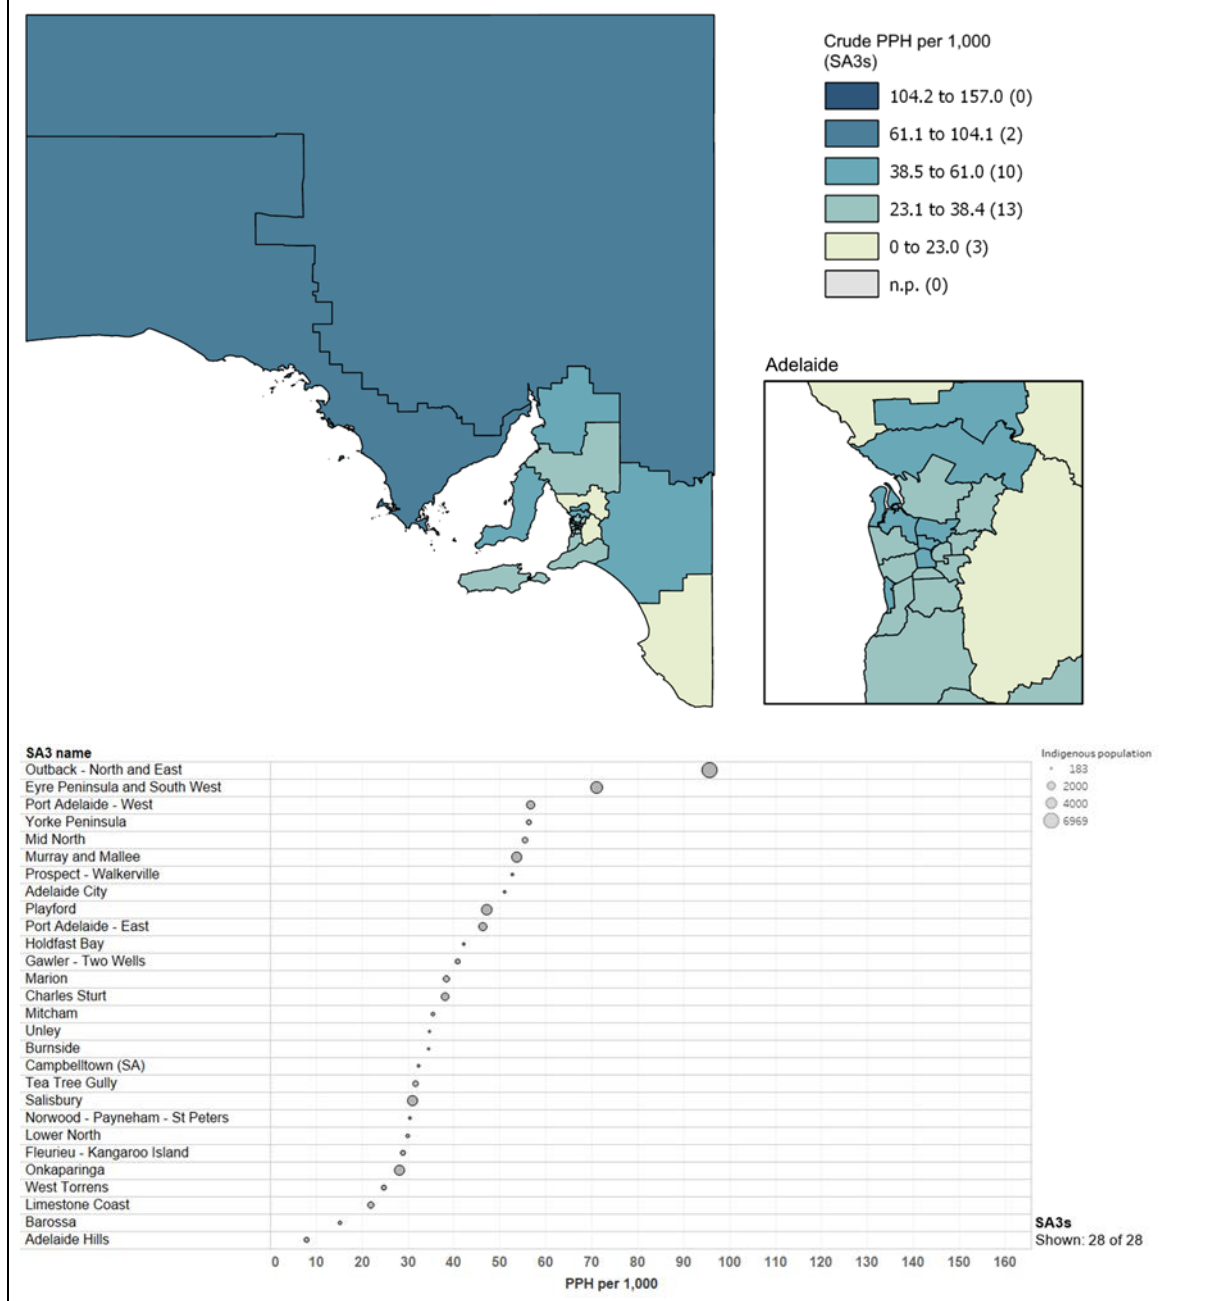 Crude PPH per 1,000
(SA3s)
104.2 to 157.0 (0)
61.1 to 104.1 (2)
38.5 to 61.0 (10)
23.1 to 38.4 (13)
0 to 23.0 (3)
n.p. (0)
Adelaide
SA3 name
Outback - North and East
Eyre Peninsula and South West
Port Adelaide - West
Yorke Peninsula
Mid North
Murray and Mallee
Prospect - Walkerville
Adelaide City
Playford
Port Adelaide - East
Holdfast Bay
Gawler - Two Wells
Marion
Charles Sturt
Mitcham
Unley
Burnside
Campbelltown (SA)
Tea Tree Gully
Salisbury
Norwood - Payneham - St Peters
Lower North
Fleurieu - Kangaroo Island
Onkaparinga
West Torrens
Limestone Coast
Barossa
Adelaide Hills
0 10 20 30 40 50 60 70 80 90 100 110 120 130 140 150 160
PPH per 1,000
Indigenous population
183
2000
4000
6969
SA3s
Shown: 28 of 28